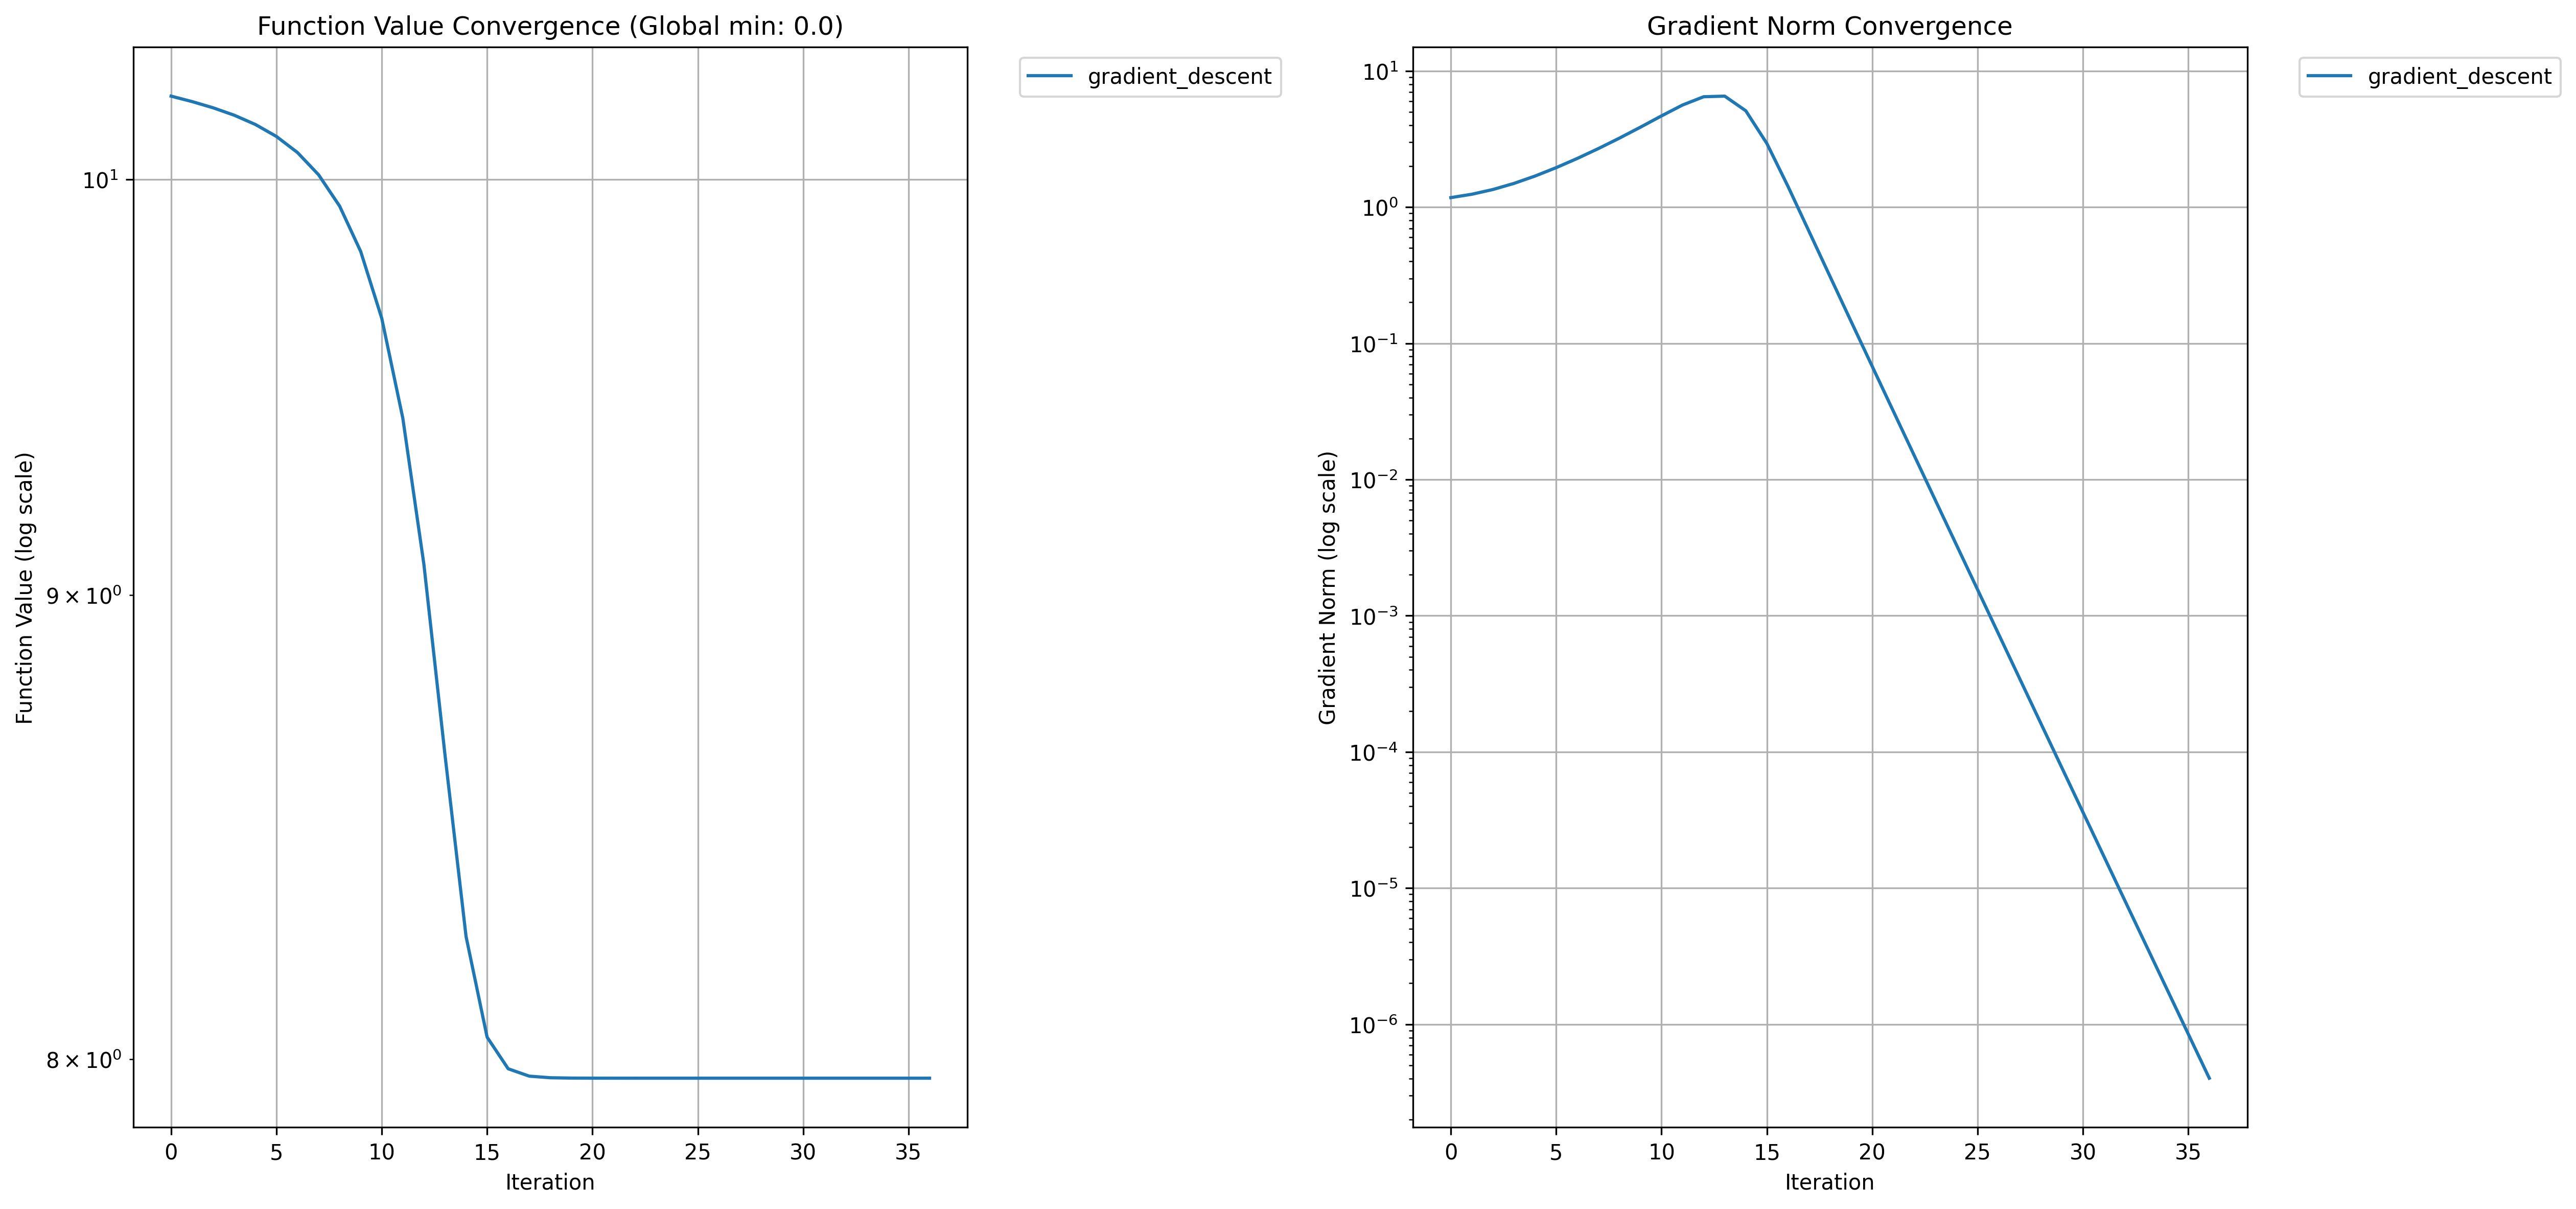 Function Value Convergence (Global min: 0.0)
gradient_descent
Function Value (log scale)
10¹
9 × 10⁰
8 × 10⁰
0 5 10 15 20 25 30 35
Iteration
Gradient Norm Convergence
gradient_descent
Gradient Norm (log scale)
10¹
10⁰
10⁻¹
10⁻²
10⁻³
10⁻⁴
10⁻⁵
10⁻⁶
0 5 10 15 20 25 30 35
Iteration